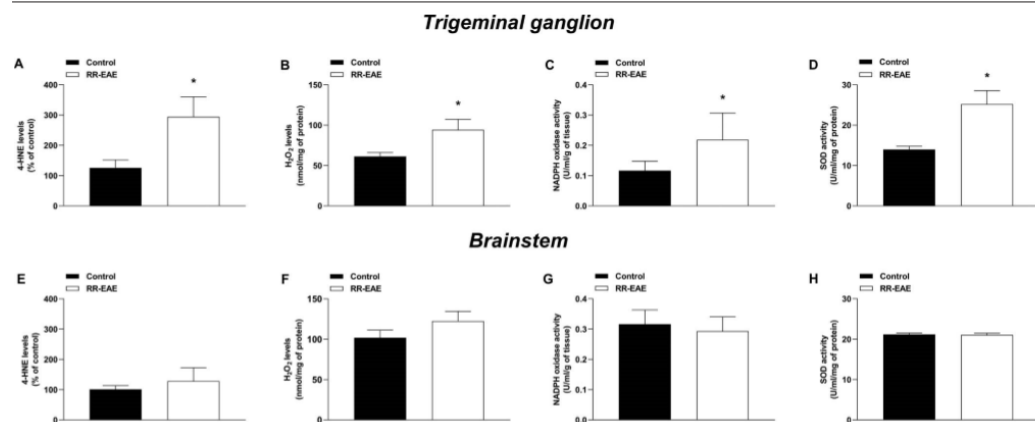 Trigeminal ganglion
A
Control
RR-EAE
4-HNE levels
(% of control)
400
300
200
100
0
*
B
Control
RR-EAE
H₂O₂ levels
(nmol/mg of protein)
150
100
50
0
*
C
Control
RR-EAE
NADPH oxidase activity
(U/ml/g of tissue)
0.4
0.3
0.2
0.1
0.0
*
D
Control
RR-EAE
SOD activity
(U/ml/mg of protein)
30
20
10
0
*
Brainstem
E
Control
RR-EAE
4-HNE levels
(% of control)
400
300
200
100
0
F
Control
RR-EAE
H₂O₂ levels
(nmol/mg of protein)
150
100
50
0
G
Control
RR-EAE
NADPH oxidase activity
(U/ml/g of tissue)
0.4
0.3
0.2
0.1
0.0
H
Control
RR-EAE
SOD activity
(U/ml/mg of protein)
30
20
10
0